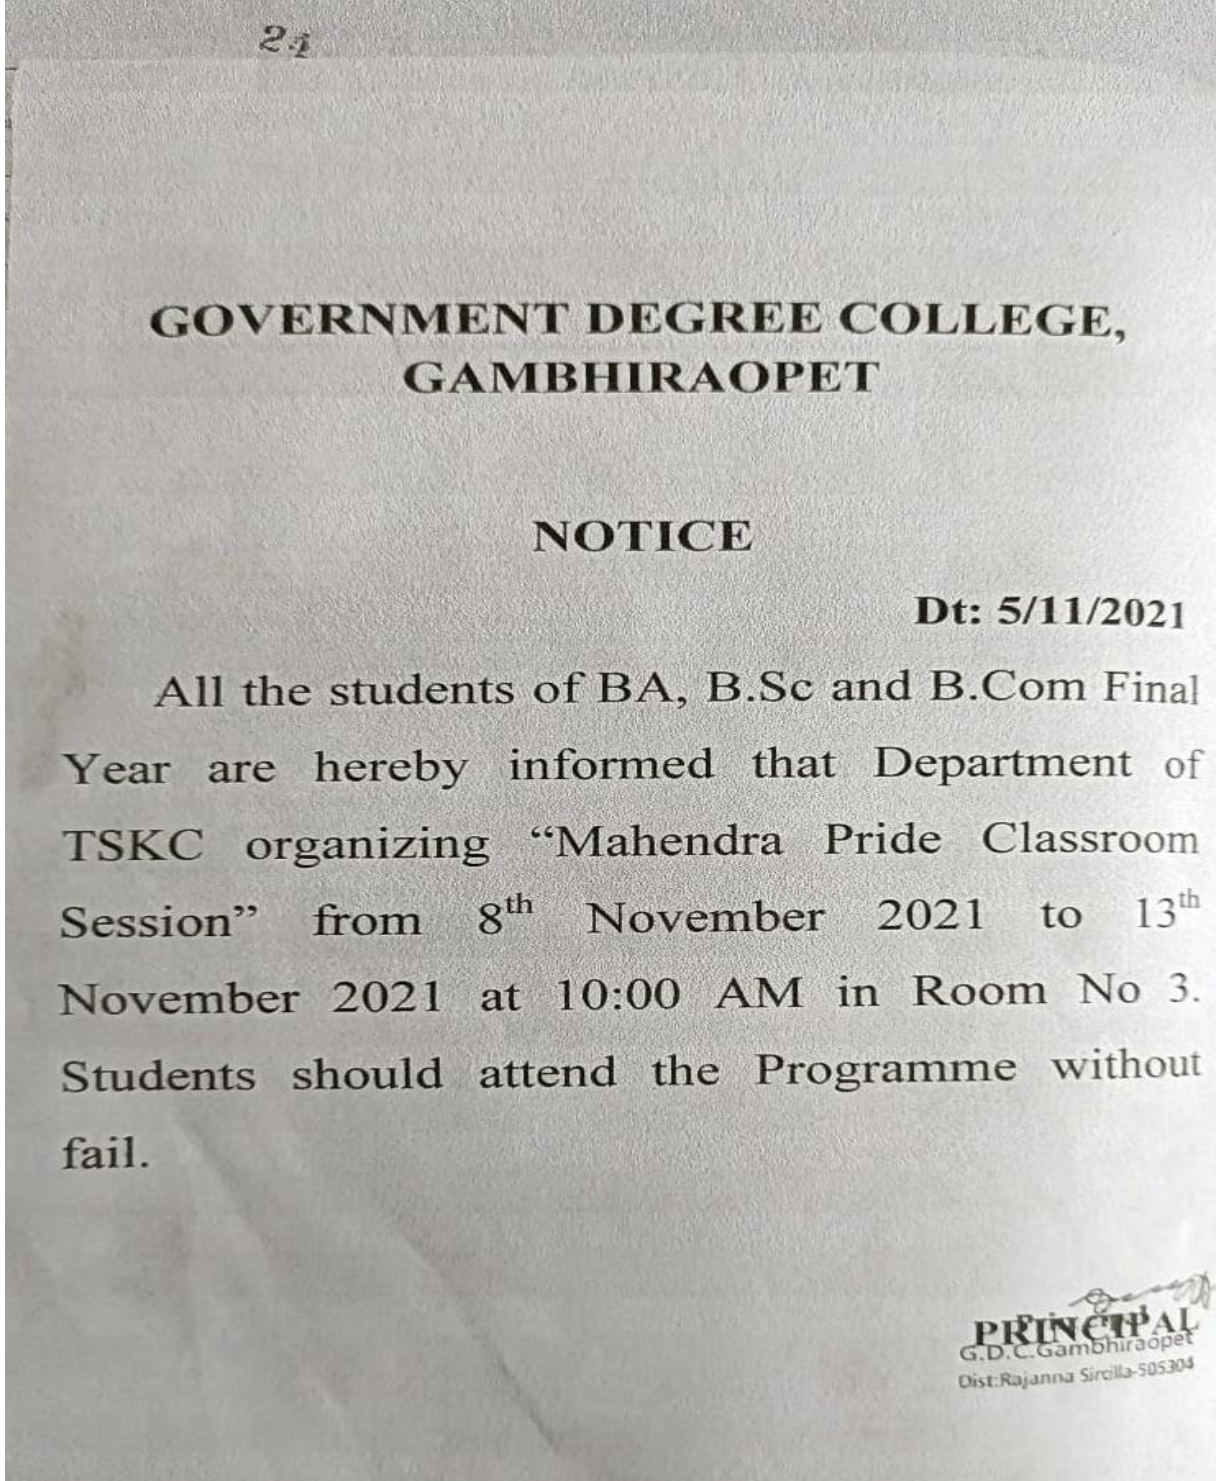 24
GOVERNMENT DEGREE COLLEGE,
GAMBHIRAOPET
NOTICE
Dt: 5/11/2021
All the students of BA, B.Sc and B.Com Final
Year are hereby informed that Department of
TSKC organizing “Mahendra Pride Classroom
Session” from 8th November 2021 to 13th
November 2021 at 10:00 AM in Room No 3.
Students should attend the Programme without
fail.
PRINCIPAL
G.D.C.Gambhiraopet
Dist:Rajanna Sircilla-505304